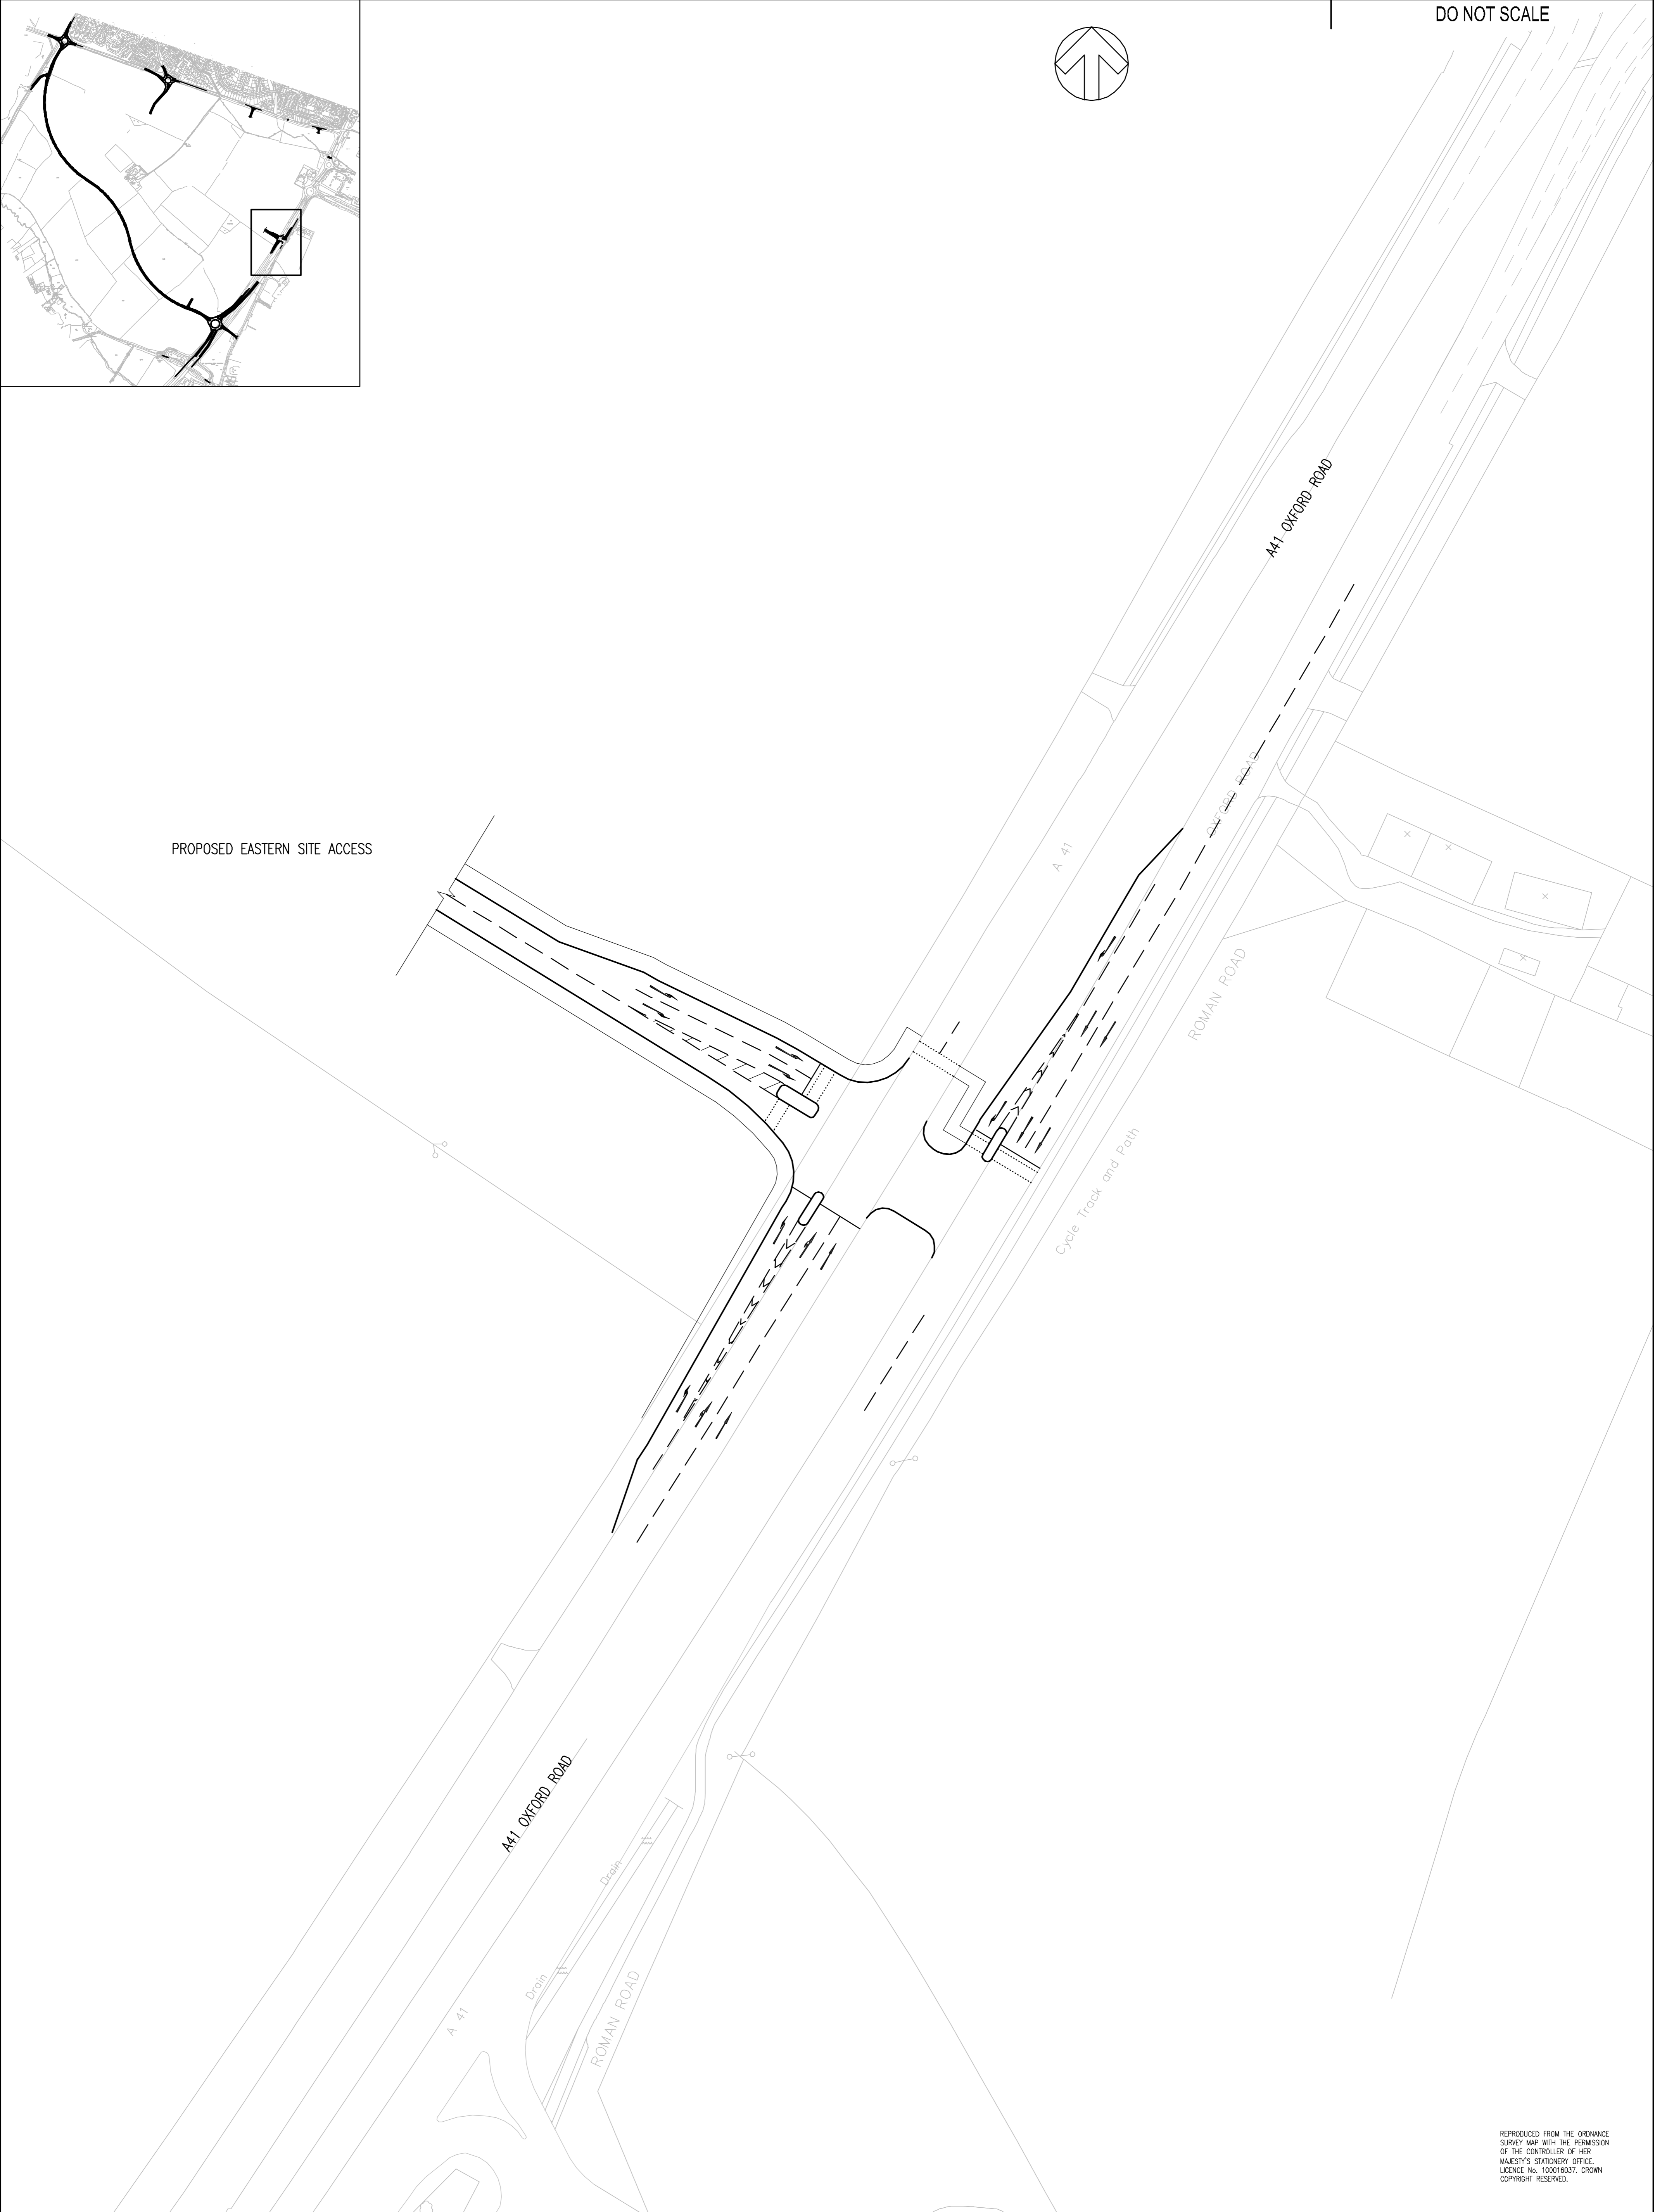 DO NOT SCALE
A41 OXFORD ROAD
OXFORD ROAD
PROPOSED EASTERN SITE ACCESS
A 41
ROMAN ROAD
Cycle Track and Path
A41 OXFORD ROAD
Drain
Drain
A 41
ROMAN ROAD
REPRODUCED FROM THE ORDNANCE
SURVEY MAP WITH THE PERMISSION
OF THE CONTROLLER OF HER
MAJESTY'S STATIONERY OFFICE.
LICENCE No. 100016037. CROWN
COPYRIGHT RESERVED.